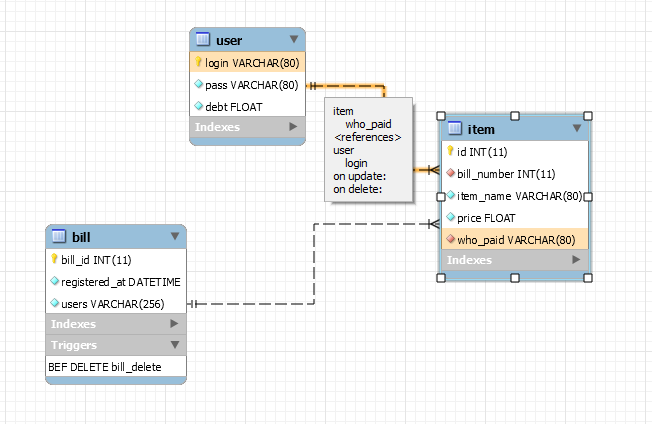 user
login VARCHAR(80)
pass VARCHAR(80)
debt FLOAT
Indexes
item
who_paid
<references>
user
login
on update:
on delete:
item
id INT(11)
bill_number INT(11)
item_name VARCHAR(80)
price FLOAT
who_paid VARCHAR(80)
Indexes
bill
bill_id INT(11)
registered_at DATETIME
users VARCHAR(256)
Indexes
Triggers
BEF DELETE bill_delete